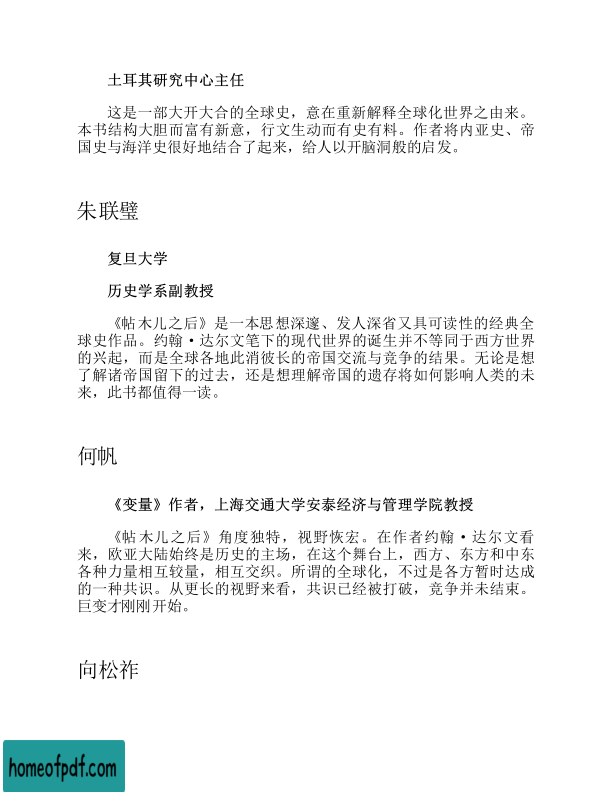 土耳其研究中心主任
这是一部大开大合的全球史，意在重新解释全球化世界之由来。
本书结构大胆而富有新意，行文生动而有史有料。作者将内亚史、帝
国史与海洋史很好地结合了起来，给人以开脑洞般的启发。
朱联璧
复旦大学
历史学系副教授
《帖木儿之后》是一本思想深邃、发人深省又具可读性的经典全
球史作品。约翰·达尔文笔下的现代世界的诞生并不等同于西方世界
的兴起，而是全球各地此消彼长的帝国交流与竞争的结果。无论是想
了解诸帝国留下的过去，还是想理解帝国的遗存将如何影响人类的未
来，此书都值得一读。
何帆
《变量》作者，上海交通大学安泰经济与管理学院教授
《帖木儿之后》角度独特，视野恢宏。在作者约翰·达尔文看
来，欧亚大陆始终是历史的主场，在这个舞台上，西方、东方和中东
各种力量相互较量，相互交织。所谓的全球化，不过是各方暂时达成
的一种共识。从更长的视野来看，共识已经被打破，竞争并未结束。
巨变才刚刚开始。
向松祚
homeofpdf.com